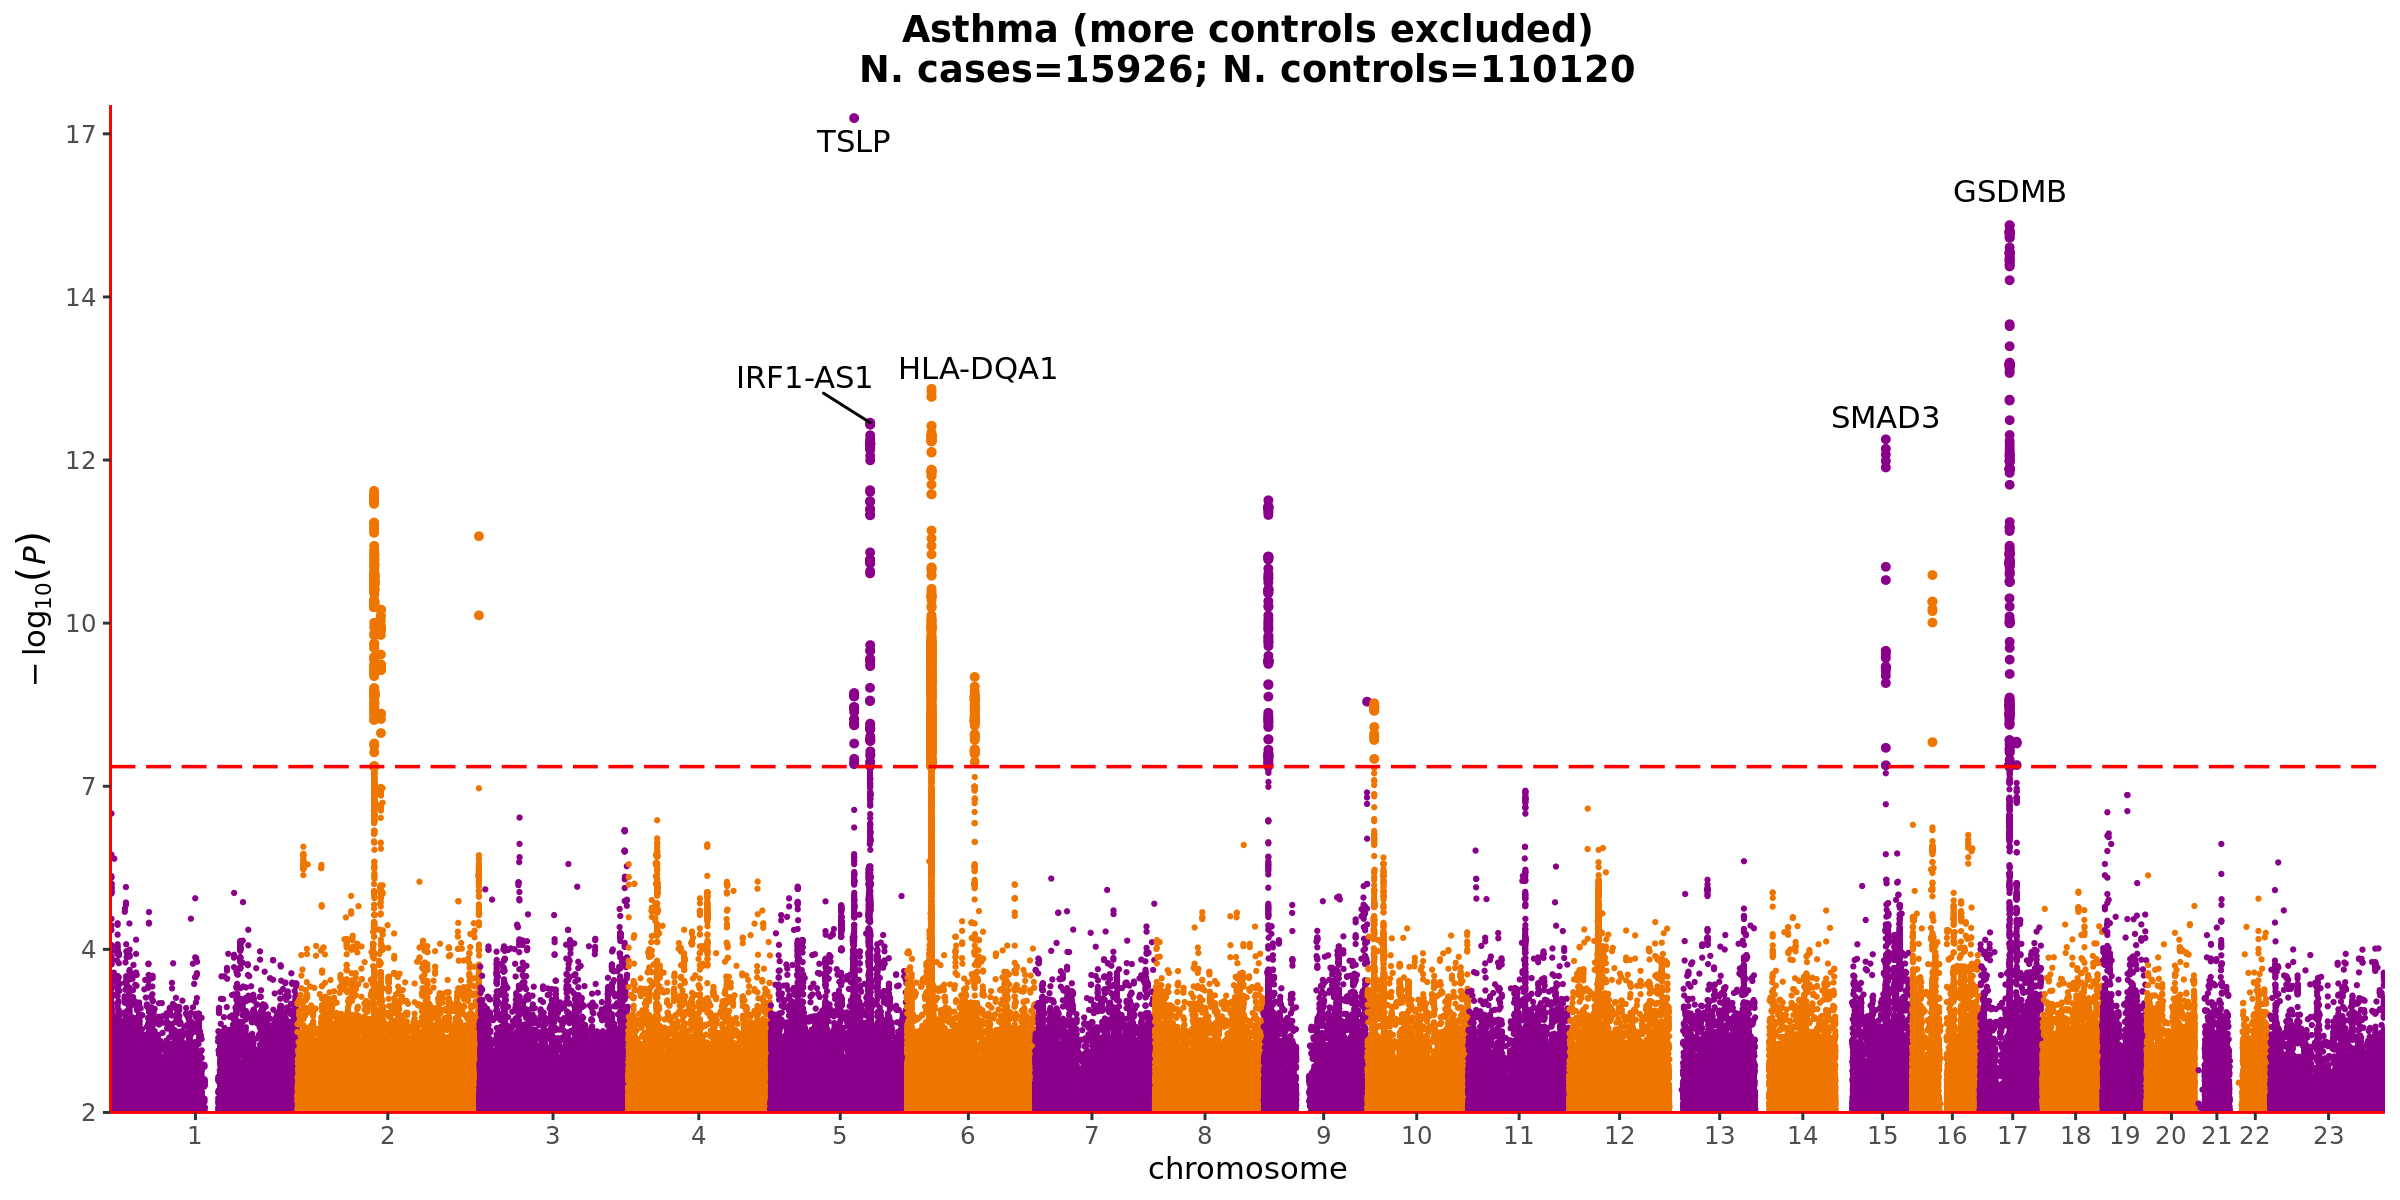 Asthma (more controls excluded)
N. cases=15926; N. controls=110120
17
TSLP
GSDMB
14
HLA-DQA1
IRF1-AS1
SMAD3
12
10
− log10(P)
7
4
2
1 2 3 4 5 6 7 8 9 10 11 12 13 14 15 16 17 18 19 20 21 22 23
chromosome